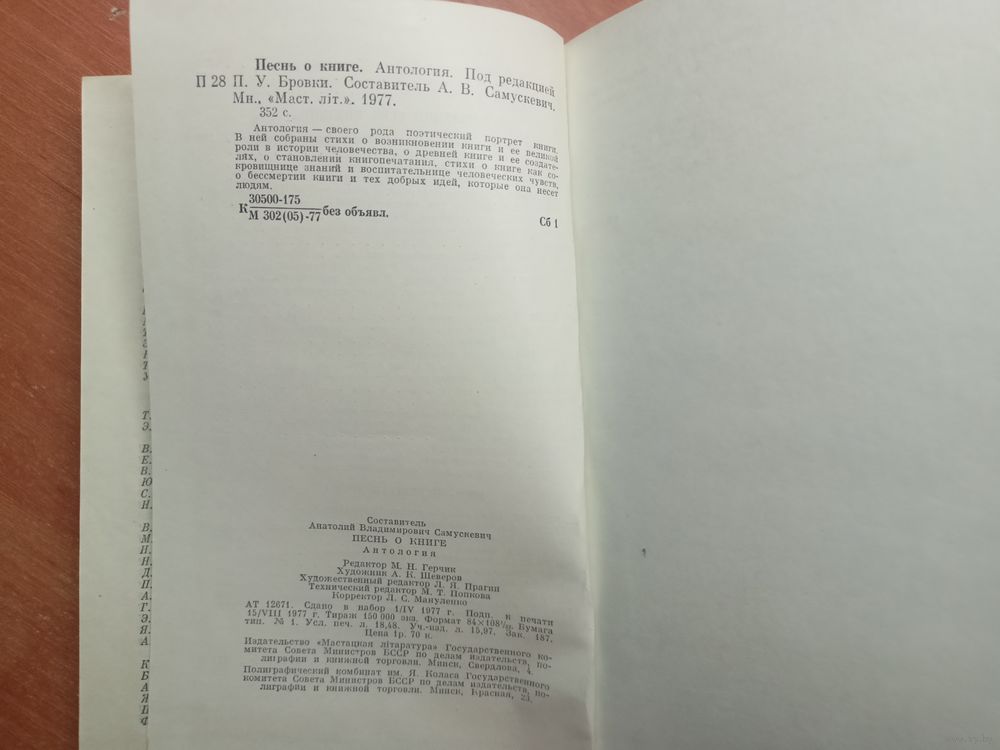 Песнь о книге. Антология. Под редакцией
П 28 П. У. Бровки. Составитель А. В. Самускевич.
Мн., «Маст. літ.». 1977.
352 с.
Антология — своего рода поэтический портрет книги.
В ней собраны стихи о возникновении книги и ее великой
роли в истории человечества, о древней книге и ее создате-
лях, о становлении книгопечатания, стихи о книге как со-
кровищнице знаний и воспитательнице человеческих чувств,
о бессмертии книги и тех добрых идей, которые она несет
людям.
30500-175
К М 302(05)-77 без объявл.
Сб 1
Составитель
Анатолий Владимирович Самускевич
ПЕСНЬ О КНИГЕ
Антология
Редактор М. Н. Герчик
Художник А. К. Шеверов
Художественный редактор Л. Я. Прагин
Технический редактор М. Т. Попкова
Корректор Л. С. Мануленко
АТ 12671. Сдано в набор 1/IV 1977 г. Подп. к печати
15/VIII 1977 г. Тираж 150 000 экз. Формат 84×108¹/₃₂. Бумага
тип. № 1. Усл. печ. л. 18,48. Уч.-изд. л. 15,97. Зак. 187.
Цена 1р. 70 к.
Издательство «Мастацкая літаратура» Государственного ко-
митета Совета Министров БССР по делам издательств, по-
лиграфии и книжной торговли. Минск, Свердлова, 4.
Полиграфический комбинат им. Я. Коласа Государственного
комитета Совета Министров БССР по делам издательств, по-
лиграфии и книжной торговли. Минск, Красная, 23.
Т.
Э.
В.
Е.
В.
Ю
С.
Н.
В.
М.
П.
Н.
Д.
П.
А.
Г.
Э.
Я.
А.
К
Б
А
Я